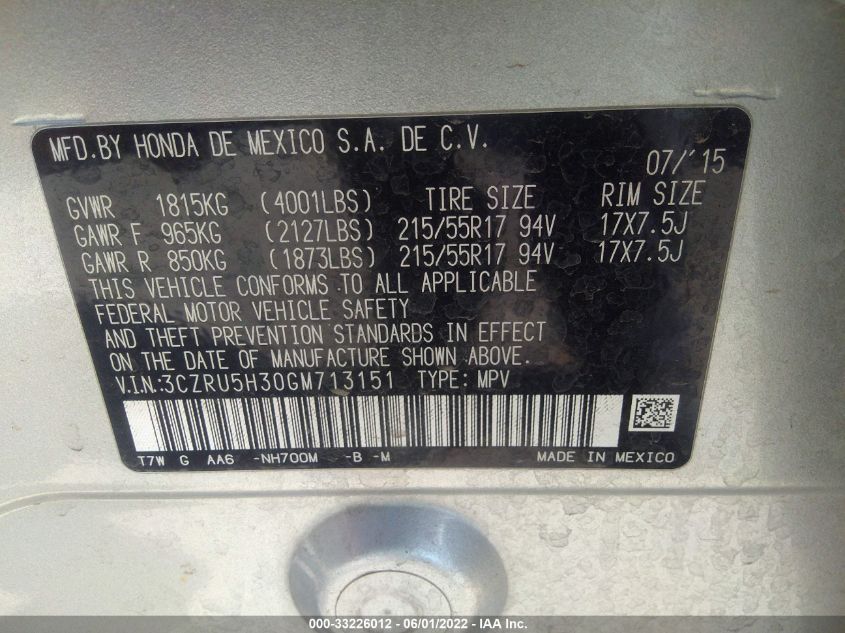 MFD.BY HONDA DE MEXICO S.A. DE C.V.
07/'15
GVWR 1815KG (4001LBS) TIRE SIZE RIM SIZE
GAWR F 965KG (2127LBS) 215/55R17 94V 17X7.5J
GAWR R 850KG (1873LBS) 215/55R17 94V 17X7.5J
THIS VEHICLE CONFORMS TO ALL APPLICABLE
FEDERAL MOTOR VEHICLE SAFETY
AND THEFT PREVENTION STANDARDS IN EFFECT
ON THE DATE OF MANUFACTURE SHOWN ABOVE.
V.I.N:3CZRU5H30GM713151 TYPE: MPV
T7W G AA6 -NH700M -B -M MADE IN MEXICO
000-33226012 - 06/01/2022 - IAA Inc.